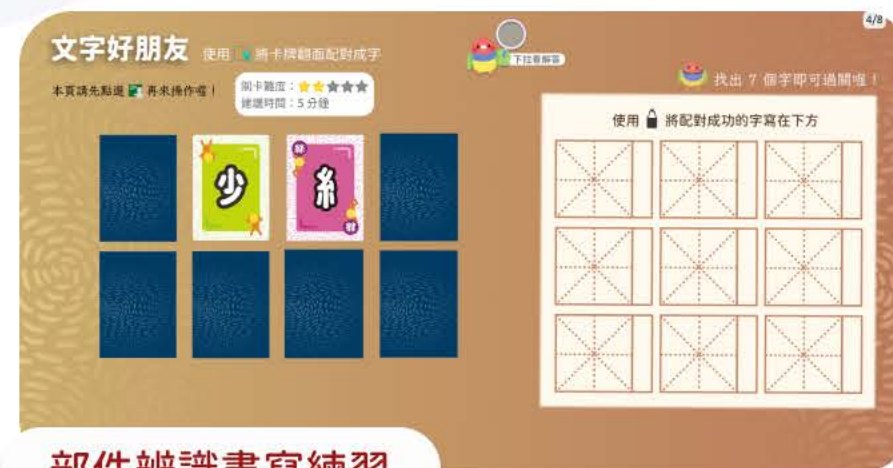 4/8
文字好朋友 使用 將卡牌翻面配對成字
下拉看解答
找出 7 個字即可過關喔！
本頁請先點選 再來操作喔！
關卡難度：
建議時間：5 分鐘
使用 將配對成功的字寫在下方
少
糹
部件辨識書寫練習